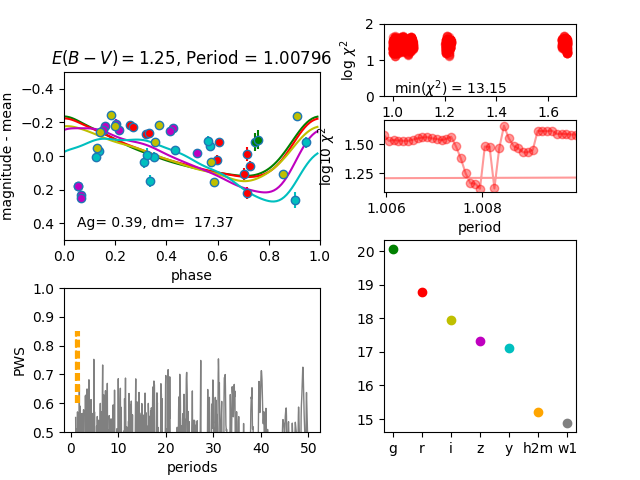 E(B − V) = 1.25, Period = 1.00796
magnitude - mean
−0.4
−0.2
0.0
0.2
0.4
Ag= 0.39, dm=  17.37
0.0 0.2 0.4 0.6 0.8 1.0
phase
log χ²
2
1
0
min(χ²) = 13.15
1.0 1.2 1.4 1.6
log10 χ²
1.50
1.25
1.006 1.008
period
PWS
1.0
0.9
0.8
0.7
0.6
0.5
0 10 20 30 40 50
periods
20
19
18
17
16
15
g r i z y h2m w1